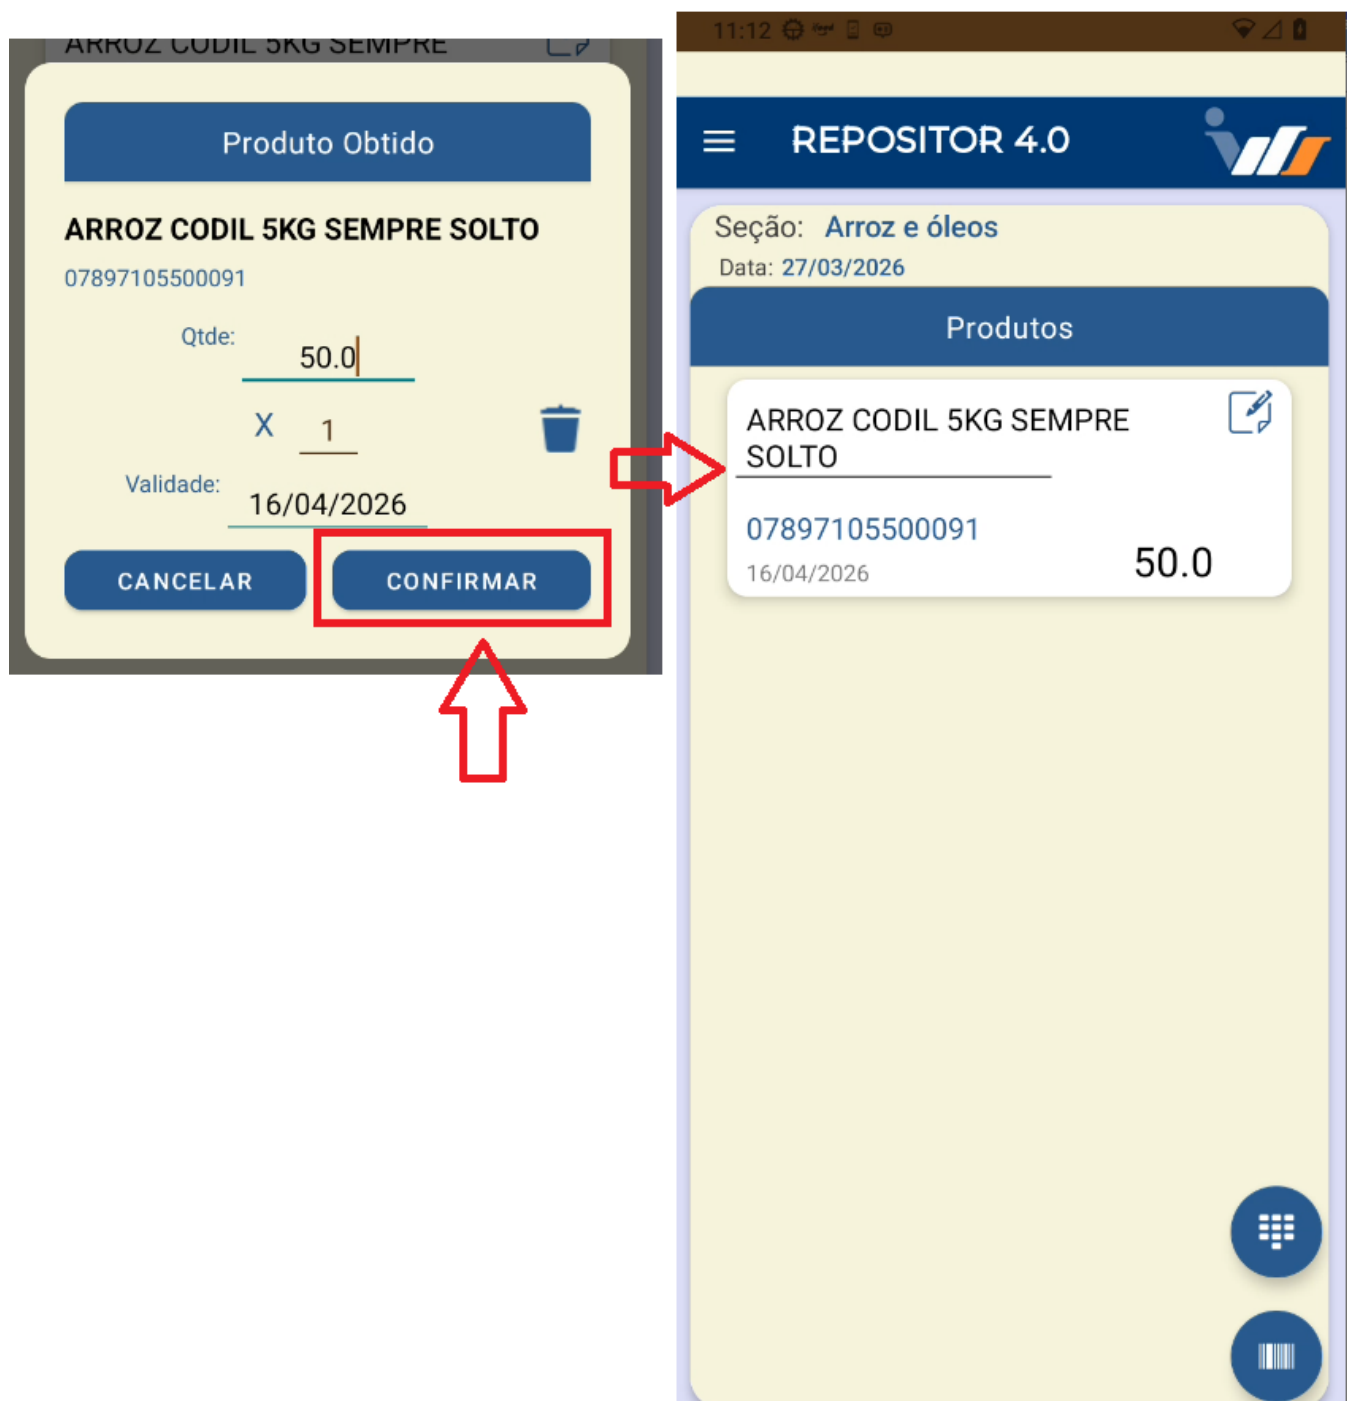 ARROZ CODIL 5KG SEMPRE
Produto Obtido
ARROZ CODIL 5KG SEMPRE SOLTO
07897105500091
Qtde:
50.0
X 1
Validade:
16/04/2026
CANCELAR CONFIRMAR
11:12
REPOSITOR 4.0
Seção: Arroz e óleos
Data: 27/03/2026
Produtos
ARROZ CODIL 5KG SEMPRE
SOLTO
07897105500091
16/04/2026
50.0